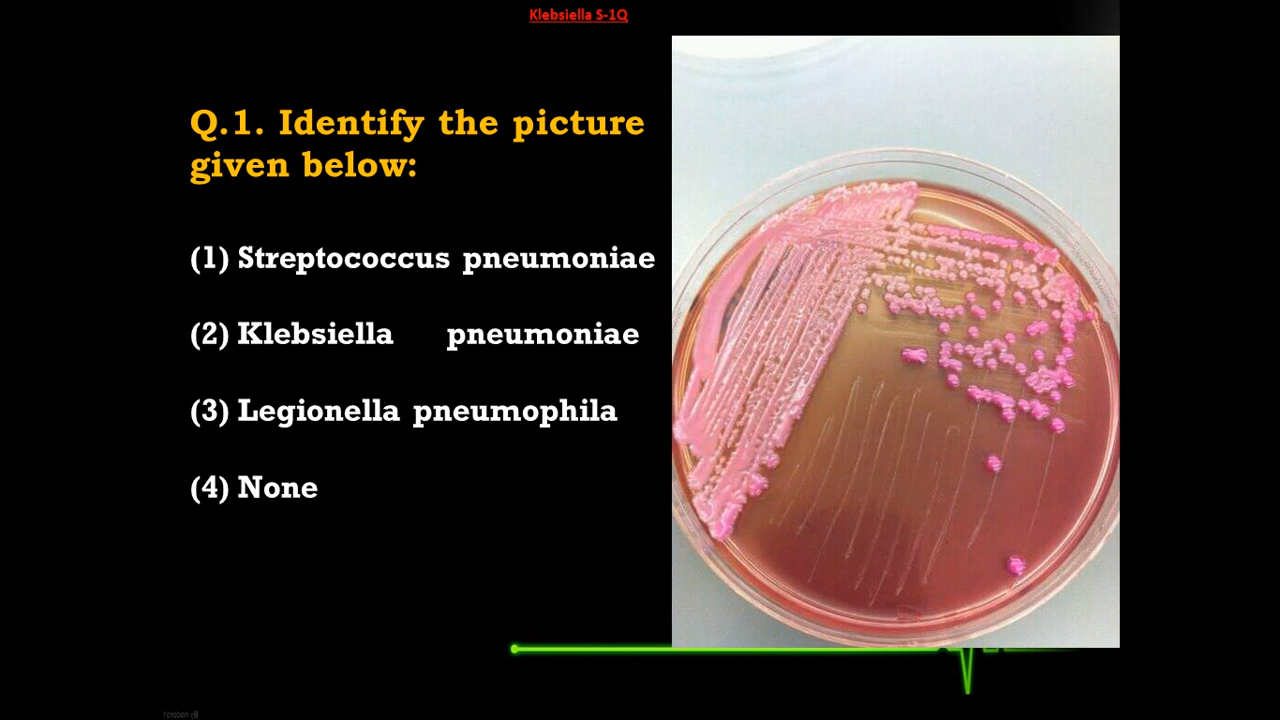 Klebsiella S-1Q
Q.1. Identify the picture
given below:
(1) Streptococcus pneumoniae
(2) Klebsiella pneumoniae
(3) Legionella pneumophila
(4) None